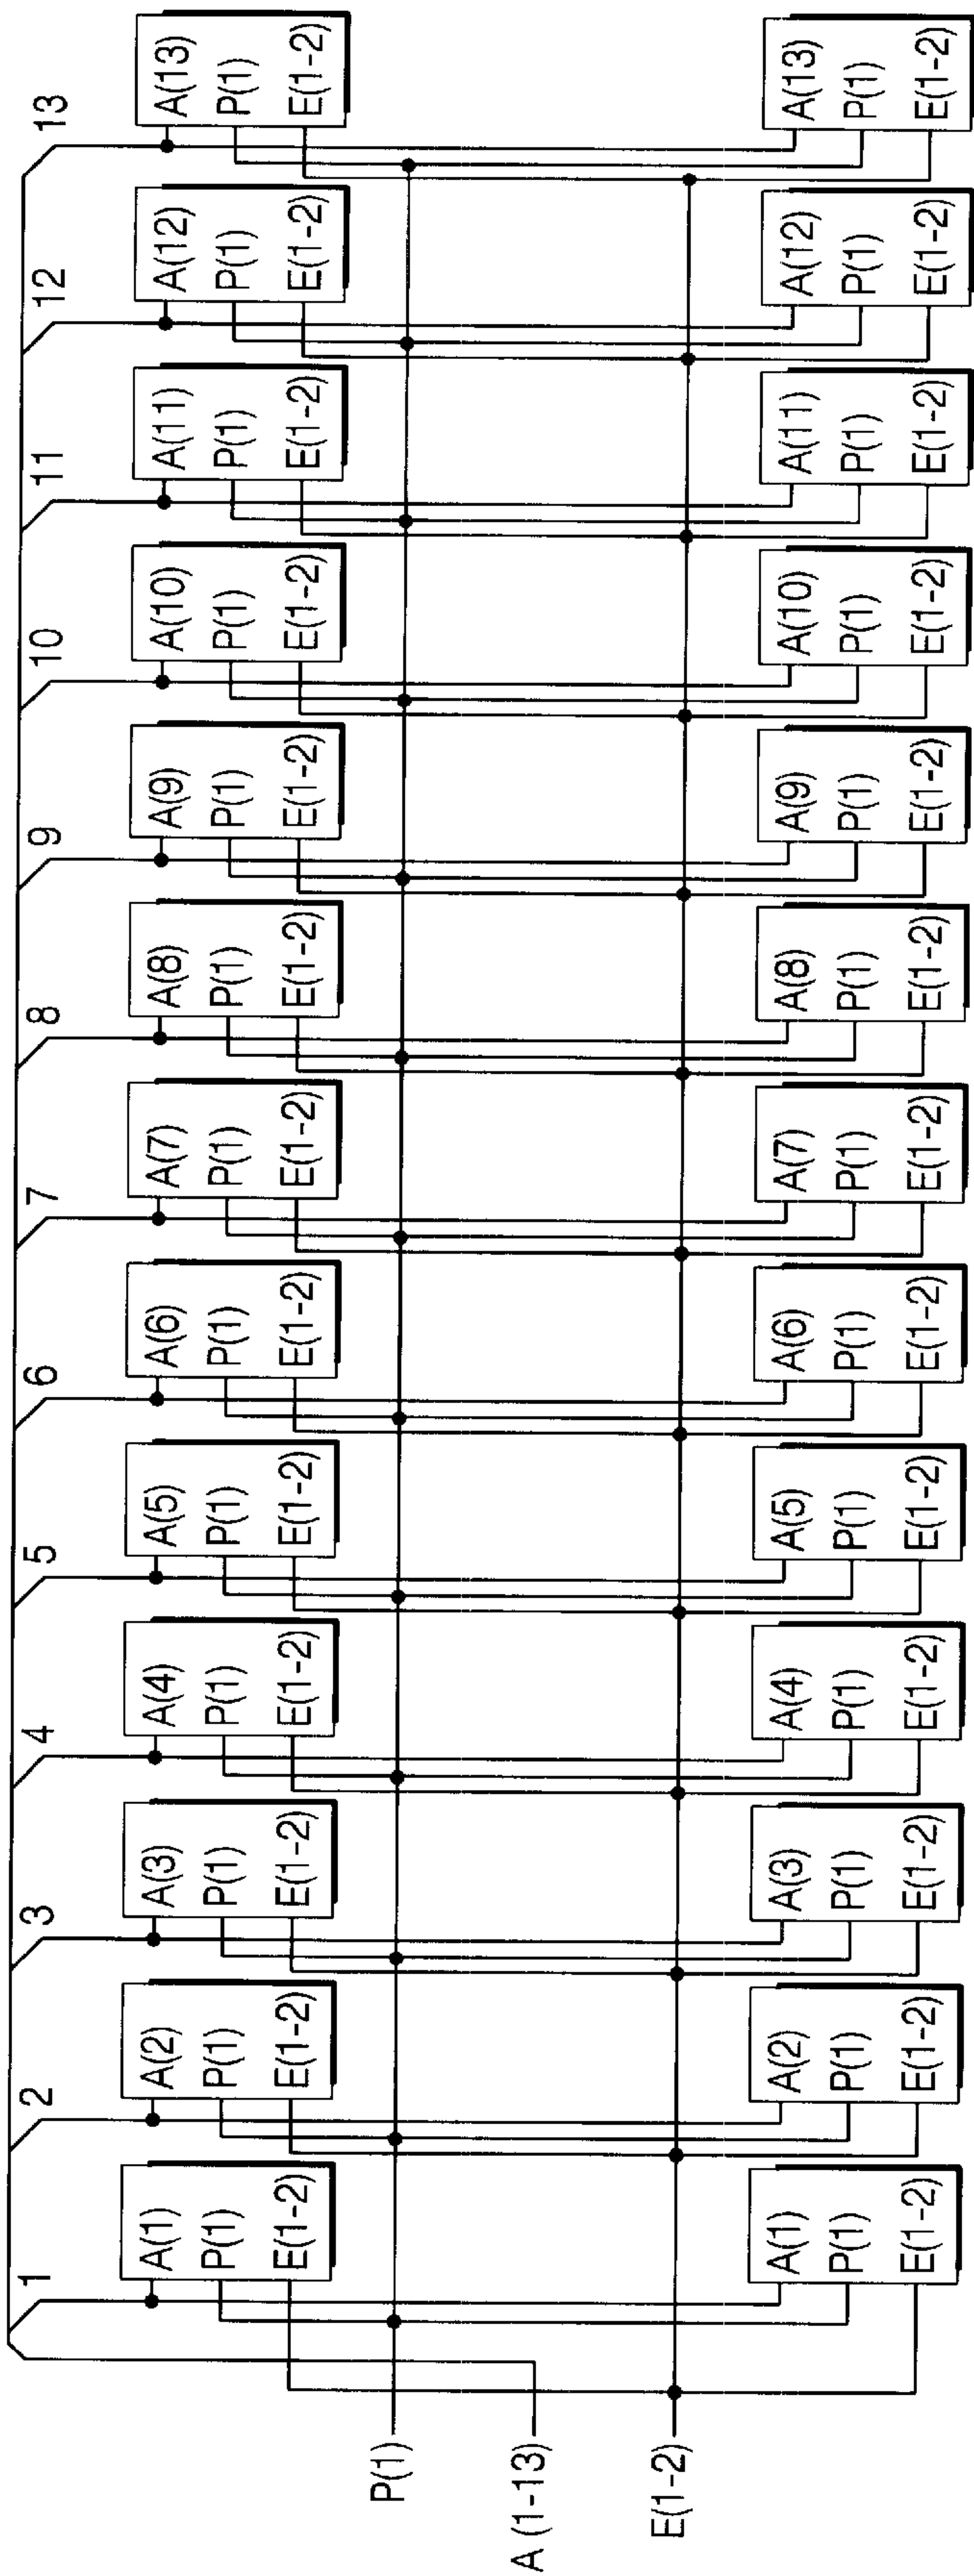 1 2 3 4 5 6 7 8 9 10 11 12 13
A(1) A(2) A(3) A(4) A(5) A(6) A(7) A(8) A(9) A(10) A(11) A(12) A(13)
P(1) P(1) P(1) P(1) P(1) P(1) P(1) P(1) P(1) P(1) P(1) P(1) P(1)
E(1-2) E(1-2) E(1-2) E(1-2) E(1-2) E(1-2) E(1-2) E(1-2) E(1-2) E(1-2) E(1-2) E(1-2) E(1-2)
P(1)
A (1-13)
E(1-2)
A(1) A(2) A(3) A(4) A(5) A(6) A(7) A(8) A(9) A(10) A(11) A(12) A(13)
P(1) P(1) P(1) P(1) P(1) P(1) P(1) P(1) P(1) P(1) P(1) P(1) P(1)
E(1-2) E(1-2) E(1-2) E(1-2) E(1-2) E(1-2) E(1-2) E(1-2) E(1-2) E(1-2) E(1-2) E(1-2) E(1-2)